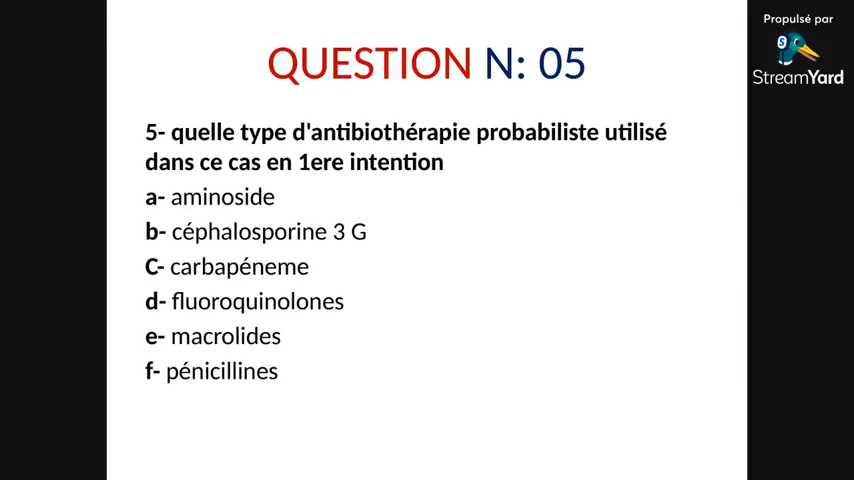 Propulsé par
StreamYard
QUESTION N: 05
5- quelle type d'antibiothérapie probabiliste utilisé
dans ce cas en 1ere intention
a- aminoside
b- céphalosporine 3 G
C- carbapéneme
d- fluoroquinolones
e- macrolides
f- pénicillines